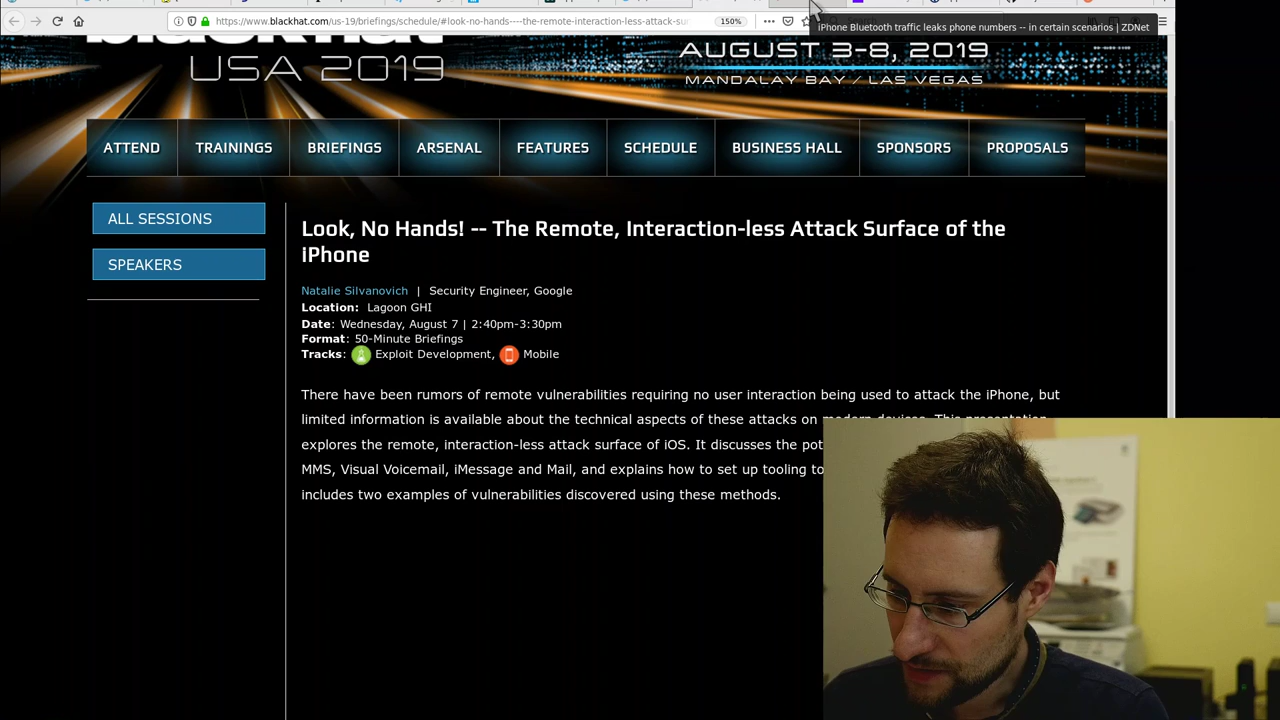 https://www.blackhat.com/us-19/briefings/schedule/#look-no-hands----the-remote-interaction-less-attack-su
150%
iPhone Bluetooth traffic leaks phone numbers -- in certain scenarios | ZDNet
USA 2019
AUGUST 3-8, 2019
MANDALAY BAY / LAS VEGAS
ATTEND TRAININGS BRIEFINGS ARSENAL FEATURES SCHEDULE BUSINESS HALL SPONSORS PROPOSALS
ALL SESSIONS
SPEAKERS
Look, No Hands! -- The Remote, Interaction-less Attack Surface of the
iPhone
Natalie Silvanovich | Security Engineer, Google
Location: Lagoon GHI
Date: Wednesday, August 7 | 2:40pm-3:30pm
Format: 50-Minute Briefings
Tracks: Exploit Development, Mobile
There have been rumors of remote vulnerabilities requiring no user interaction being used to attack the iPhone, but
limited information is available about the technical aspects of these attacks on modern devices. This presentation
explores the remote, interaction-less attack surface of iOS. It discusses the pot
MMS, Visual Voicemail, iMessage and Mail, and explains how to set up tooling to
includes two examples of vulnerabilities discovered using these methods.